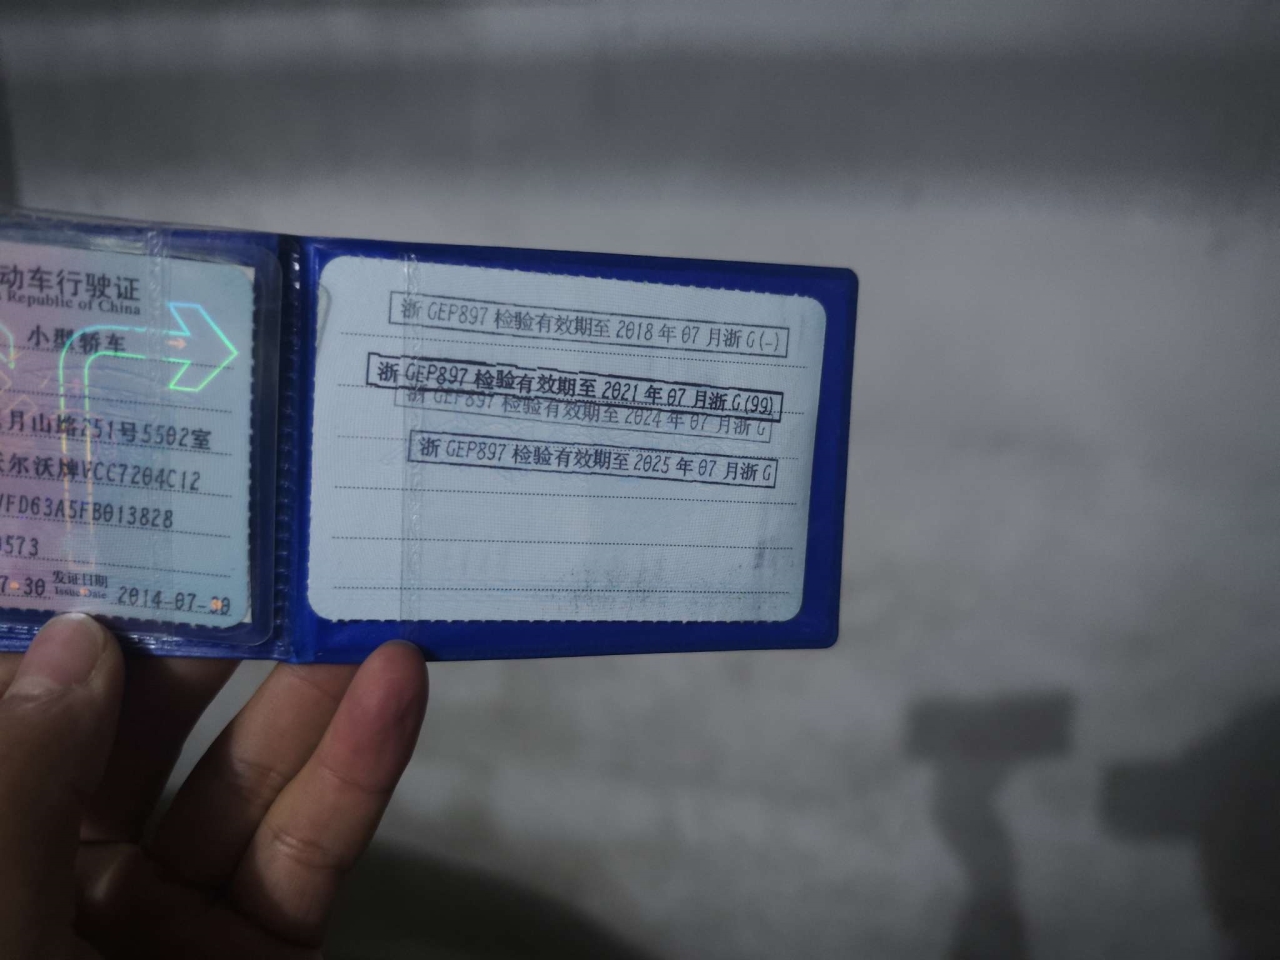 动车行驶证
Republic of China
小型轿车
月山路251号5502室
沃尔沃牌VCC7204C12
VFD63A5FB013828
0573
7-30 发证日期 2014-07-30
Issue Date
浙 GEP897 检验有效期至 2018 年 07 月浙 G(-)
浙 GEP897 检验有效期至 2021 年 07 月浙 G(99)
浙 GEP897 检验有效期至 2024 年 07 月浙 G
浙 GEP897 检验有效期至 2025 年 07 月浙 G